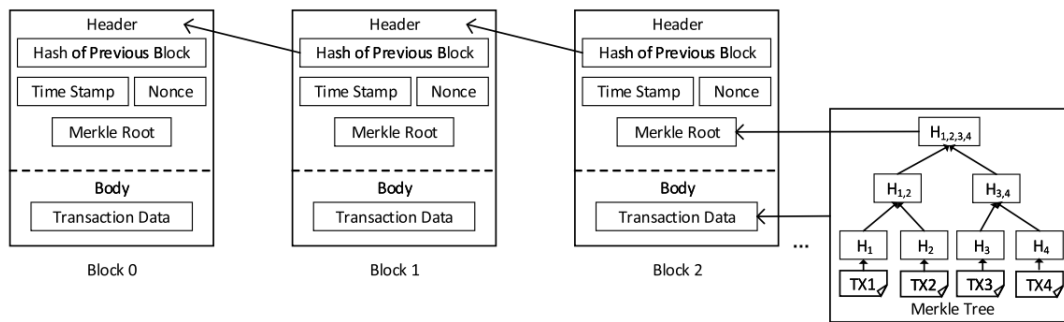 Header
Hash of Previous Block
Time Stamp
Nonce
Merkle Root
Body
Transaction Data
Block 0
Header
Hash of Previous Block
Time Stamp
Nonce
Merkle Root
Body
Transaction Data
Block 1
Header
Hash of Previous Block
Time Stamp
Nonce
Merkle Root
Body
Transaction Data
Block 2
...
H1,2,3,4
H1,2
H3,4
H1
H2
H3
H4
TX1
TX2
TX3
TX4
Merkle Tree